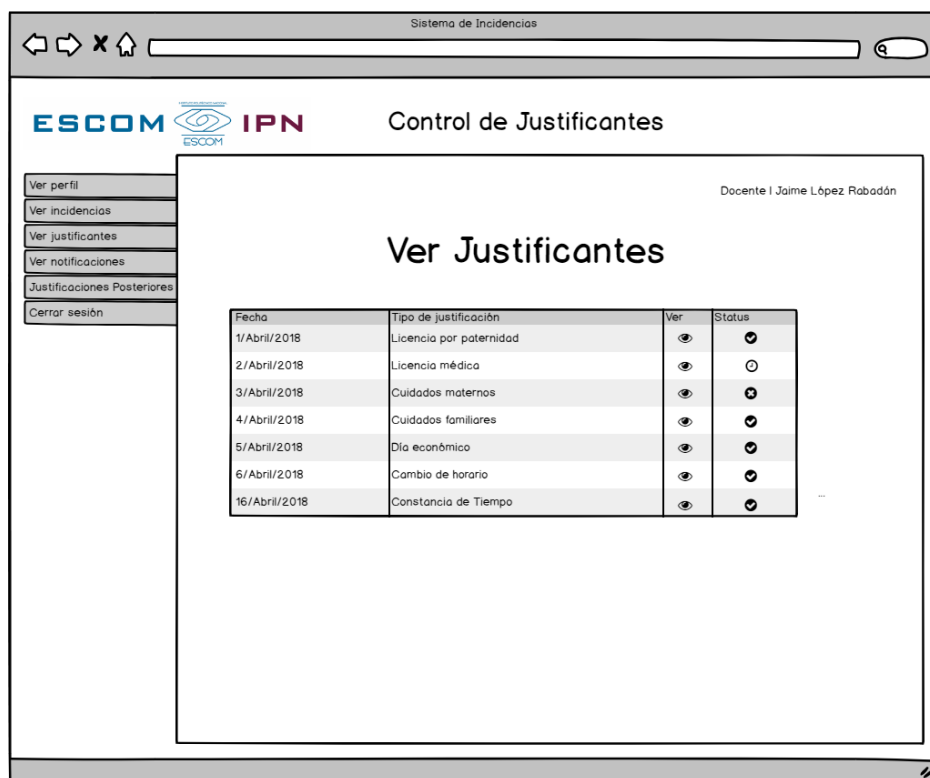 Sistema de Incidencias
ESCOM IPN
ESCOM
Control de Justificantes
Docente | Jaime López Rabadán
Ver perfil
Ver incidencias
Ver justificantes
Ver notificaciones
Justificaciones Posteriores
Cerrar sesión
Ver Justificantes
Fecha Tipo de justificación Ver Status
1/Abril/2018 Licencia por paternidad
2/Abril/2018 Licencia médica
3/Abril/2018 Cuidados maternos
4/Abril/2018 Cuidados familiares
5/Abril/2018 Día económico
6/Abril/2018 Cambio de horario
16/Abril/2018 Constancia de Tiempo
...